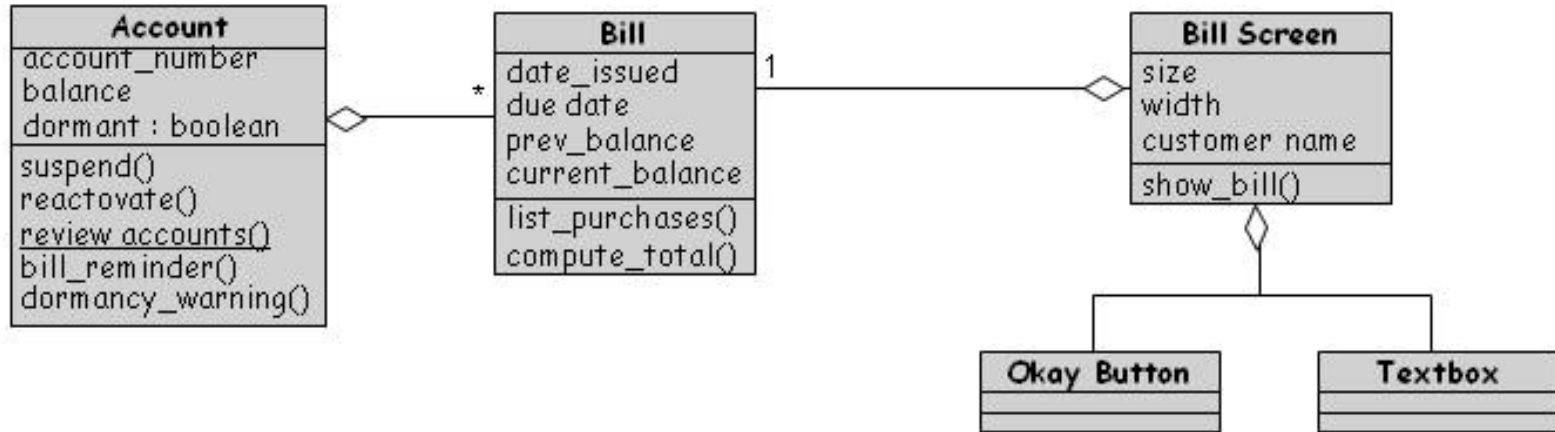 Account
account_number
balance
dormant : boolean
suspend()
reactovate()
review accounts()
bill_reminder()
dormancy_warning()
*
Bill
date_issued
due date
prev_balance
current_balance
list_purchases()
compute_total()
1
Bill Screen
size
width
customer name
show_bill()
Okay Button
Textbox